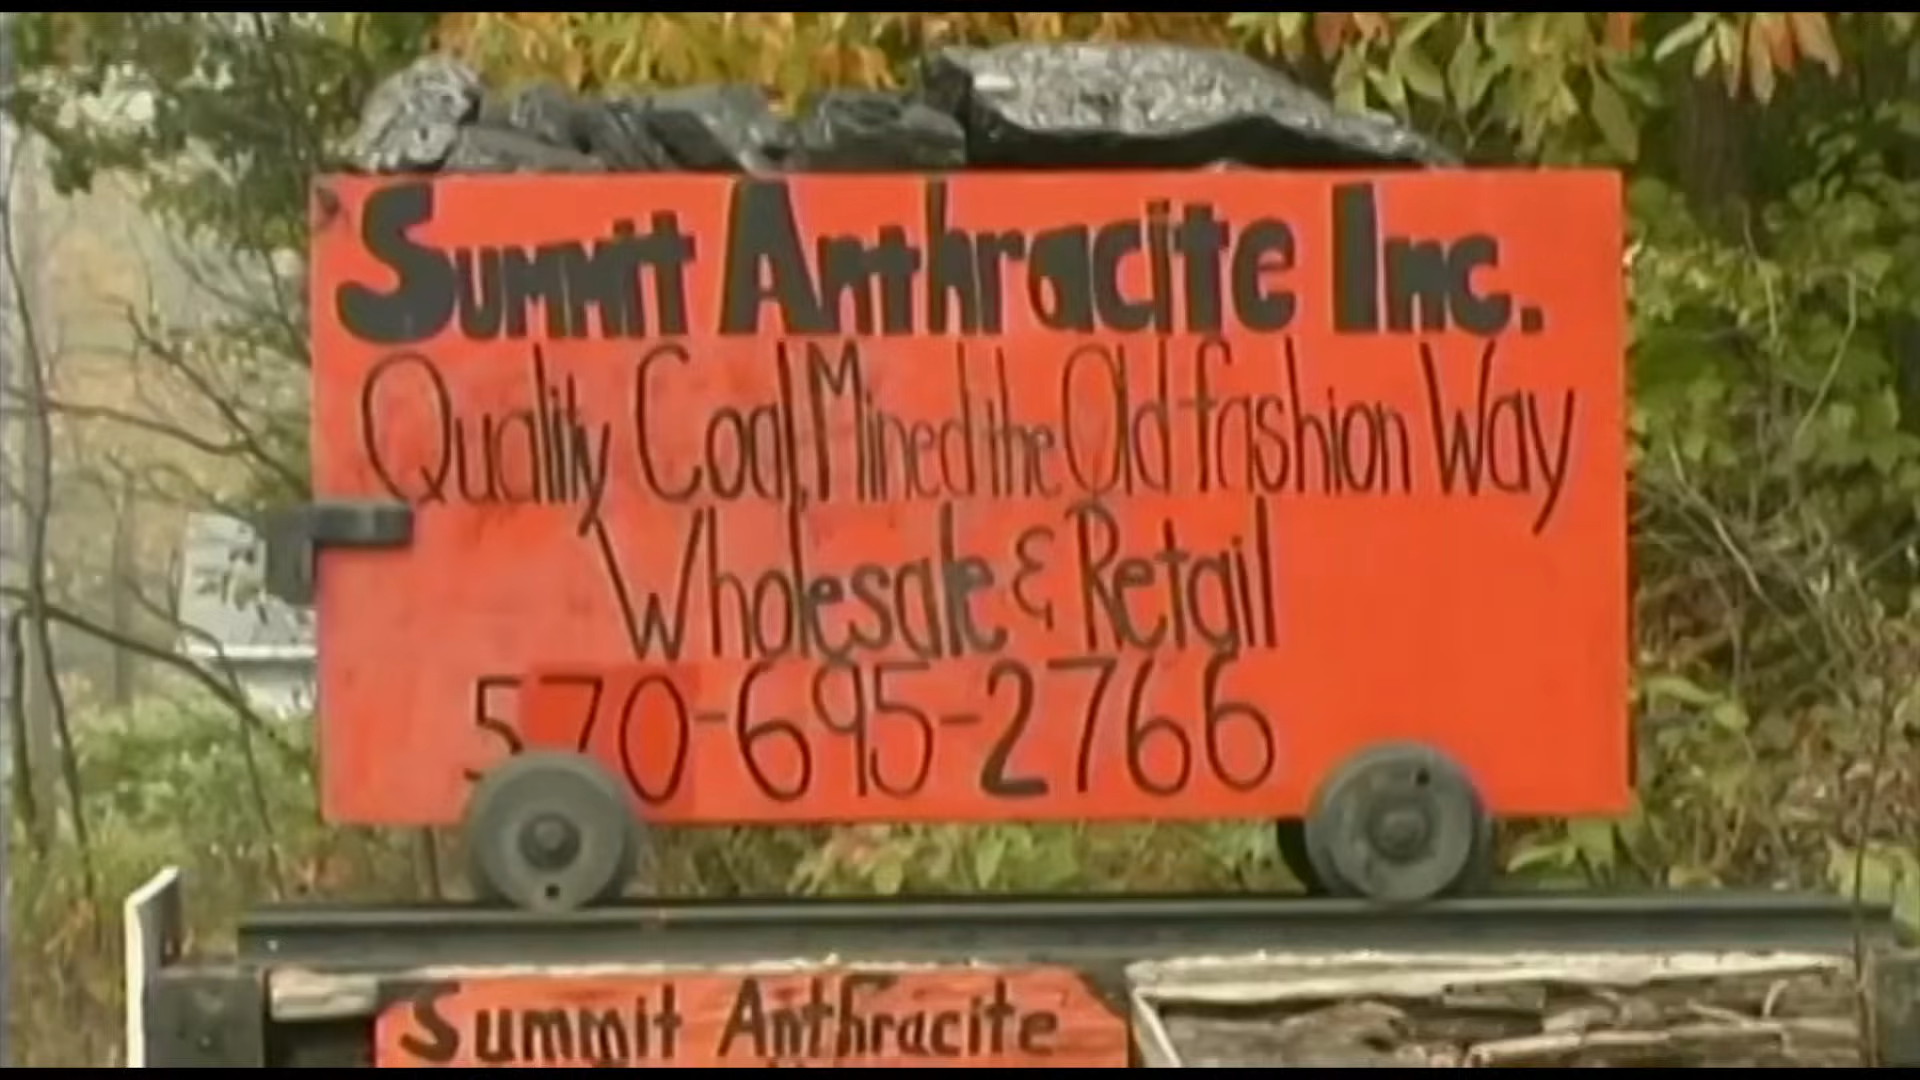 Summit Anthracite Inc.
Quality Coal, Mined the Old fashion Way
Wholesale & Retail
570-695-2766
Summit Anthracite